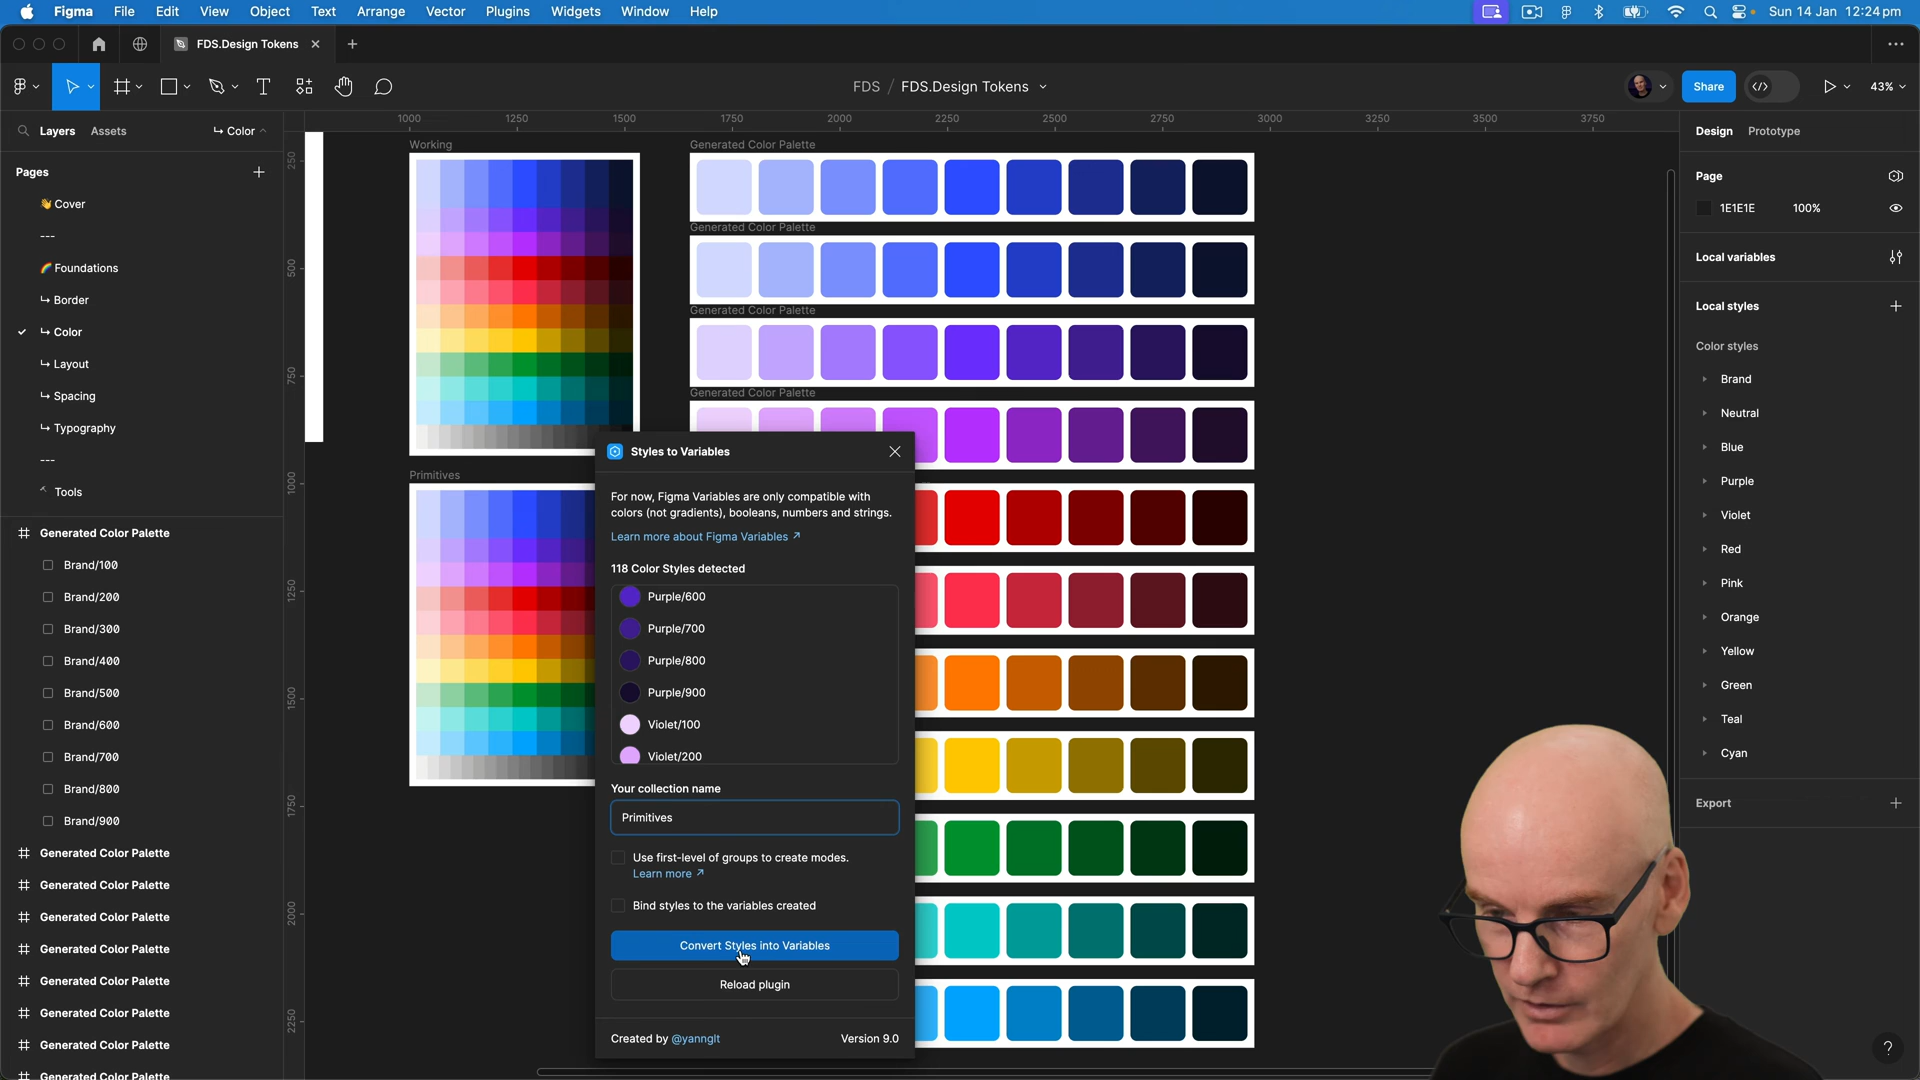 Figma File Edit View Object Text Arrange Vector Plugins Widgets Window Help
Sun 14 Jan 12:24 pm
FDS.Design Tokens
FDS / FDS.Design Tokens
Share
43%
Layers Assets
Color
Pages
👋 Cover
---
🌈 Foundations
↳ Border
↳ Color
↳ Layout
↳ Spacing
↳ Typography
---
Tools
Generated Color Palette
Brand/100
Brand/200
Brand/300
Brand/400
Brand/500
Brand/600
Brand/700
Brand/800
Brand/900
Generated Color Palette
Generated Color Palette
Generated Color Palette
Generated Color Palette
Generated Color Palette
Generated Color Palette
Generated Color Palette
Generated Color Palette
1000 1250 1500 1750 2000 2250 2500 2750 3000 3250 3500 3750
250
500
750
1000
1250
1500
1750
2000
2250
Working
Primitives
Generated Color Palette
Generated Color Palette
Generated Color Palette
Generated Color Palette
Styles to Variables
For now, Figma Variables are only compatible with
colors (not gradients), booleans, numbers and strings.
Learn more about Figma Variables ↗
118 Color Styles detected
Purple/600
Purple/700
Purple/800
Purple/900
Violet/100
Violet/200
Your collection name
Primitives
Use first-level of groups to create modes.
Learn more ↗
Bind styles to the variables created
Convert Styles into Variables
Reload plugin
Created by @yannglt
Version 9.0
Design Prototype
Page
1E1E1E 100%
Local variables
Local styles
Color styles
Brand
Neutral
Blue
Purple
Violet
Red
Pink
Orange
Yellow
Green
Teal
Cyan
Export
?